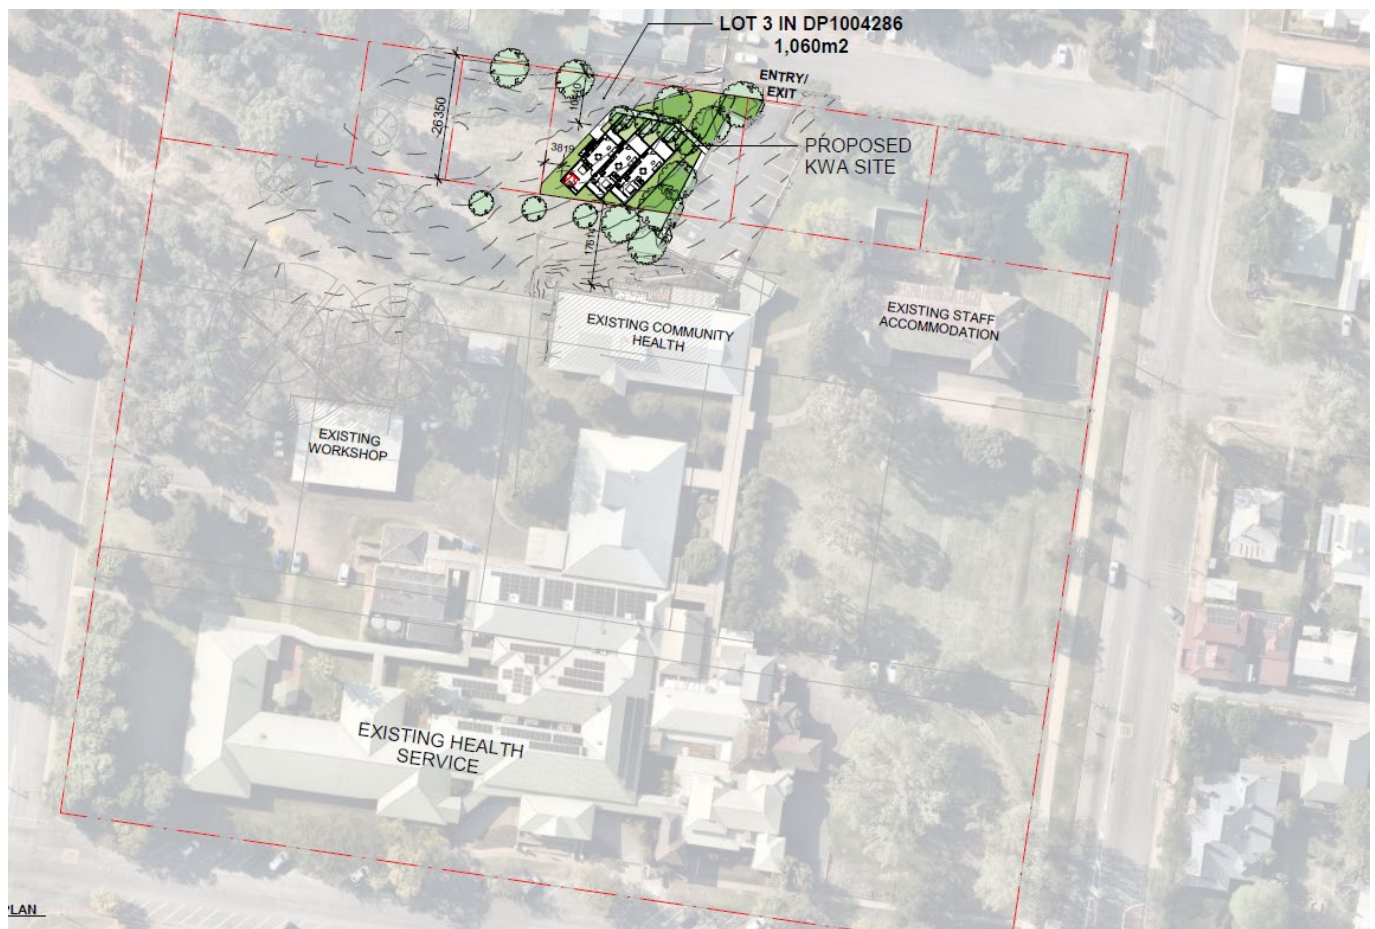 LOT 3 IN DP1004286
1,060m2
ENTRY/
EXIT
26350
3819
PROPOSED
KWA SITE
EXISTING COMMUNITY
HEALTH
EXISTING STAFF
ACCOMMODATION
EXISTING
WORKSHOP
EXISTING HEALTH
SERVICE
PLAN